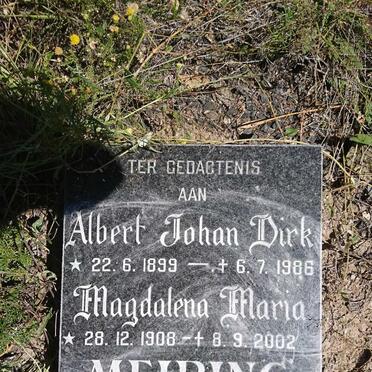 TER GEDAGTENIS
AAN
Albert Johan Dirk
★ 22. 6. 1899 — ✝ 6. 7. 1986
Magdalena Maria
★ 28. 12. 1908 – ✝ 8. 9. 2002
MEIRING